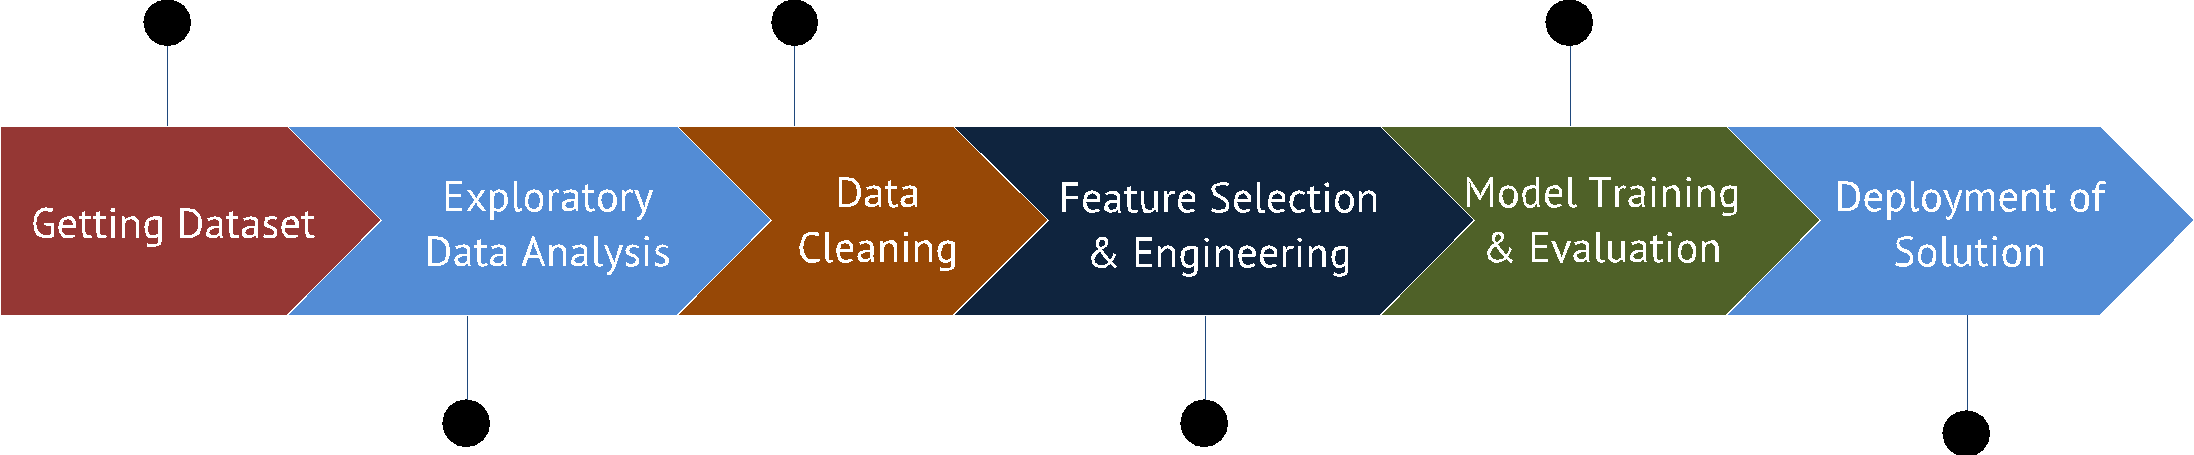 Getting Dataset
Exploratory
Data Analysis
Data
Cleaning
Feature Selection
& Engineering
Model Training
& Evaluation
Deployment of
Solution